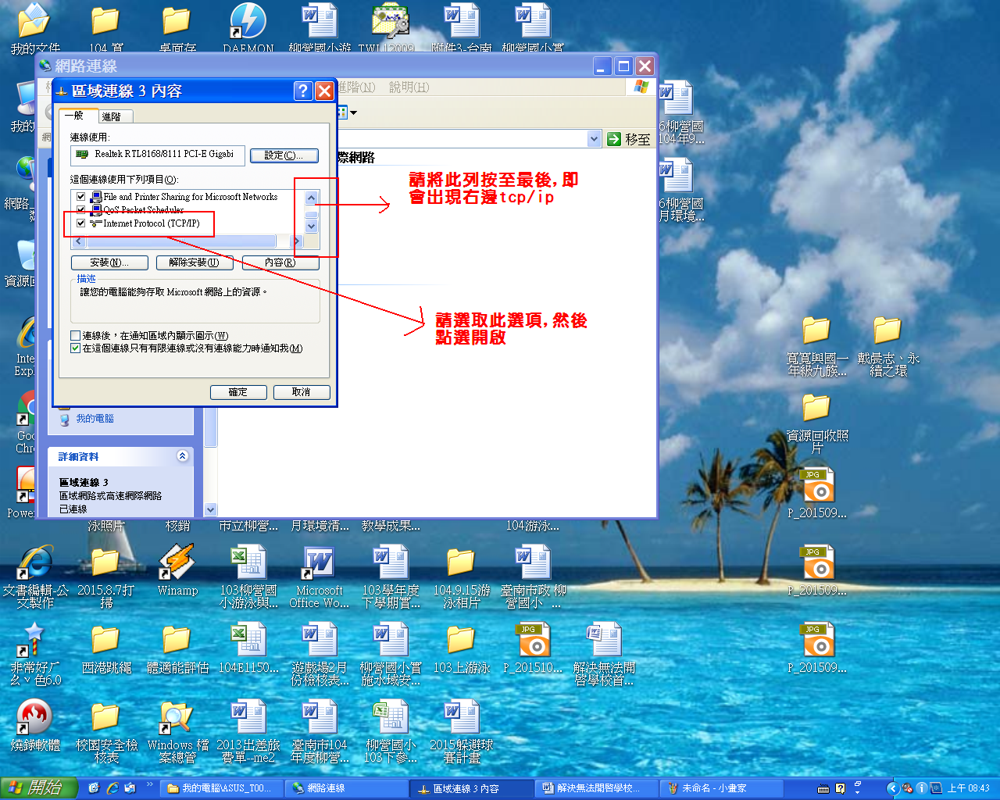 我的文件
104 寶
桌面存
DAEMON
柳營國小遊
TWL12009
附件3-台南
柳營國小實
網路連線
進階(N)
說明(H)
移至
際網路
區域連線 3 內容
一般
進階
連線使用:
Realtek RTL8168/8111 PCI-E Gigabi
設定(C)...
這個連線使用下列項目(O):
File and Printer Sharing for Microsoft Networks
QoS Packet Scheduler
Internet Protocol (TCP/IP)
安裝(N)...
解除安裝(U)
內容(R)
描述
讓您的電腦能夠存取 Microsoft 網路上的資源。
連線後，在通知區域內顯示圖示(W)
在這個連線只有有限連線或沒有連線能力時通知我(M)
確定
取消
請將此列按至最後,即
會出現右邊tcp/ip
請選取此選項,然後
點選開啟
我的電腦
詳細資料
區域連線 3
區域網路或高速網際網路
已連線
6柳營國
104年9...
6柳營國
月環境...
寬寬興國一
年級九族...
戴晨志、永
續之環
資源回收照
片
P_201509...
P_201509...
P_201509...
我的
網路
資源回
Inte
Expl
Goo
Chro
Power
泳照片
核銷
市立柳營...
月環境清...
教學成果...
104游泳...
文書編輯-公
文製作
2015.8.7打
掃
Winamp
103柳營國
小游泳與...
Microsoft
Office Wo...
103學年度
下學期實...
104.9.15游
泳相片
臺南市政 柳
營國小 ...
非常好ㄏ
ㄠˇ色6.0
西港跳繩
體適能評估
104E1150...
遊戲場2月
份檢核表...
柳營國小實
施水域安...
103上游泳
P_201510...
解決無法開
啓學校首...
燒錄軟體
校園安全檢
核表
Windows 檔
案總管
2013出差旅
費單--me2
臺南市104
年度柳營...
柳營國小
103下參...
2015躲避球
賽計畫
開始
我的電腦\ASUS_T00...
網路連線
區域連線 3 內容
解決無法開啓學校...
未命名 - 小畫家
上午 08:43